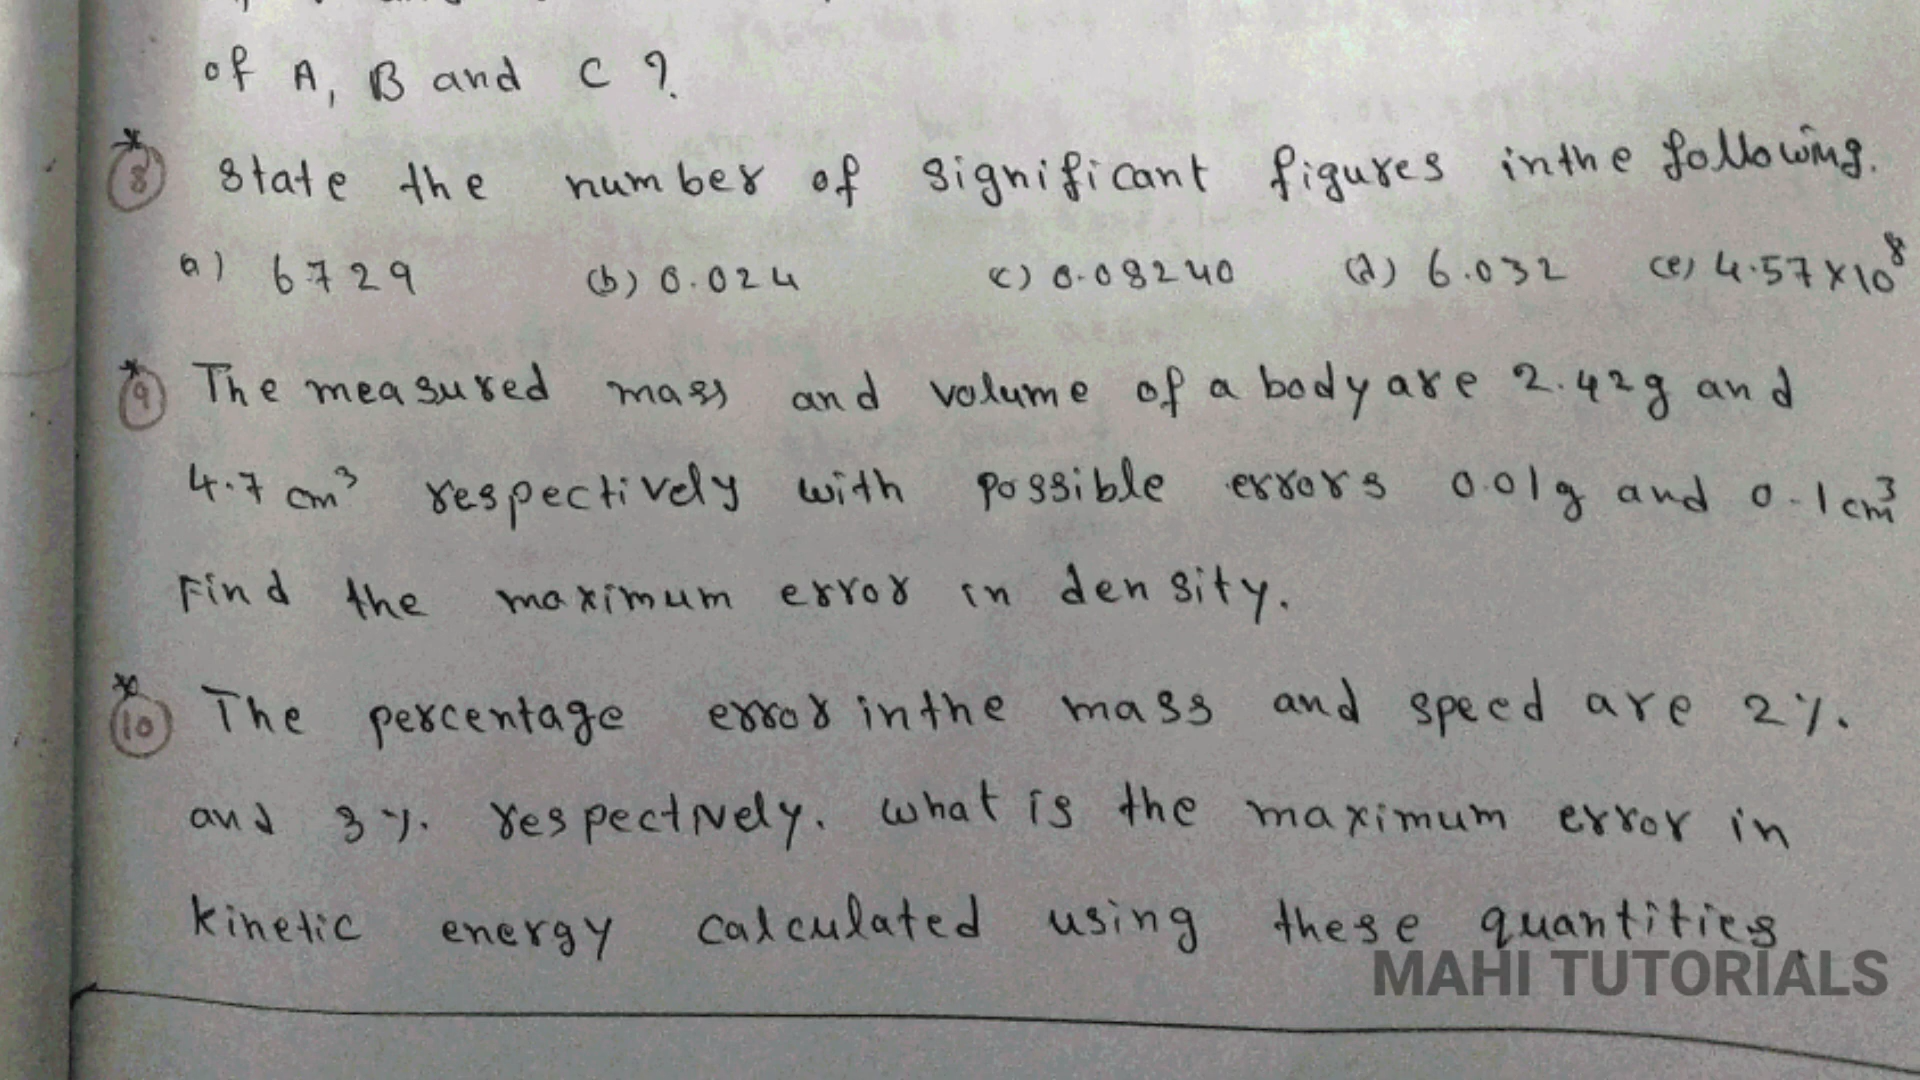 of A, B and C ?
* 8 State the number of significant figures in the following.
a) 6729 (b) 0.024 c) 0.08240 (d) 6.032 (e) 4.57×10⁸
* 9 The measured mass and volume of a body are 2.42g and
4.7 cm³ respectively with possible errors 0.01g and 0.1cm³
Find the maximum error in density.
* 10 The percentage error in the mass and speed are 2%.
and 3%. respectively. what is the maximum error in
kinetic energy calculated using these quantities
MAHI TUTORIALS